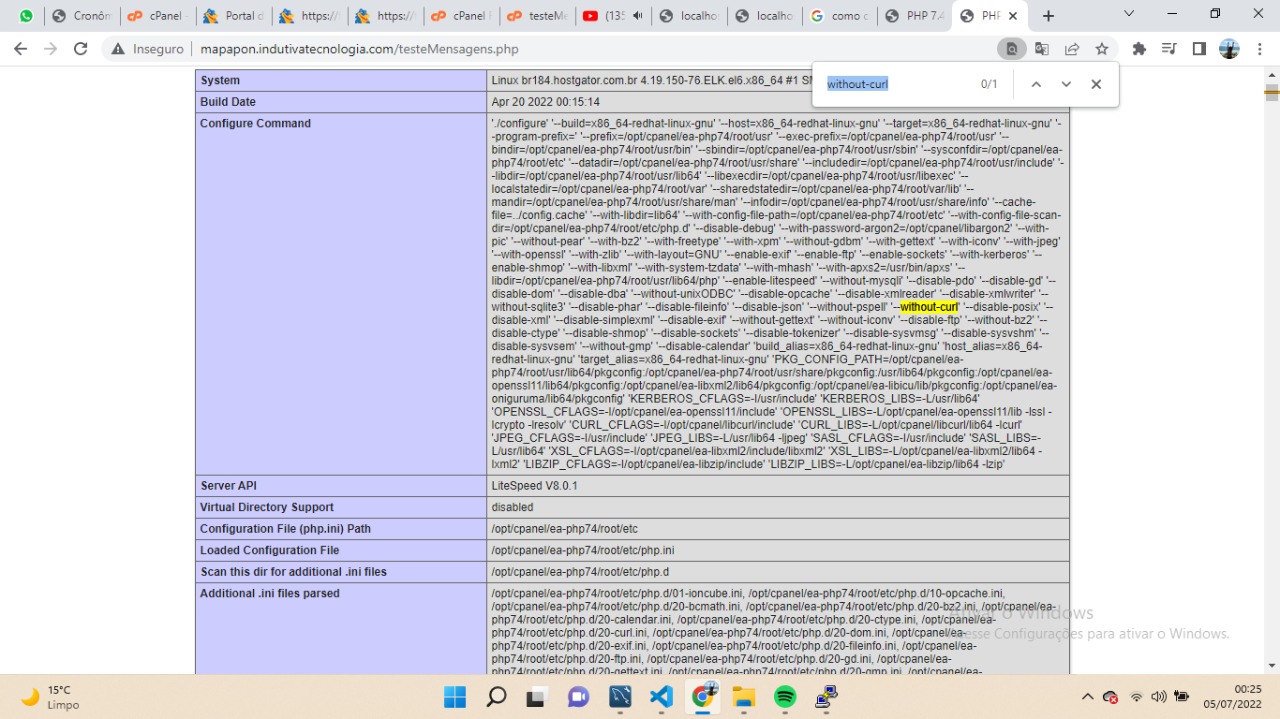 Cronôm
cPanel -
Portal d
https://
https://
cPanel F
testeMe
(135
localho
localho
como c
PHP 7.4
PHP
Inseguro
mapapon.indutivatecnologia.com/testeMensagens.php
without-curl
0/1
System
Linux br184.hostgator.com.br 4.19.150-76.ELK.el6.x86_64 #1 SM
Build Date
Apr 20 2022 00:15:14
Configure Command
'./configure' '--build=x86_64-redhat-linux-gnu' '--host=x86_64-redhat-linux-gnu' '--target=x86_64-redhat-linux-gnu' '-
-program-prefix=' '--prefix=/opt/cpanel/ea-php74/root/usr' '--exec-prefix=/opt/cpanel/ea-php74/root/usr' '--
bindir=/opt/cpanel/ea-php74/root/usr/bin' '--sbindir=/opt/cpanel/ea-php74/root/usr/sbin' '--sysconfdir=/opt/cpanel/ea-
php74/root/etc' '--datadir=/opt/cpanel/ea-php74/root/usr/share' '--includedir=/opt/cpanel/ea-php74/root/usr/include' '-
-libdir=/opt/cpanel/ea-php74/root/usr/lib64' '--libexecdir=/opt/cpanel/ea-php74/root/usr/libexec' '--
localstatedir=/opt/cpanel/ea-php74/root/var' '--sharedstatedir=/opt/cpanel/ea-php74/root/var/lib' '--
mandir=/opt/cpanel/ea-php74/root/usr/share/man' '--infodir=/opt/cpanel/ea-php74/root/usr/share/info' '--cache-
file=../config.cache' '--with-libdir=lib64' '--with-config-file-path=/opt/cpanel/ea-php74/root/etc' '--with-config-file-scan-
dir=/opt/cpanel/ea-php74/root/etc/php.d' '--disable-debug' '--with-password-argon2=/opt/cpanel/libargon2' '--with-
pic' '--without-pear' '--with-bz2' '--with-freetype' '--with-xpm' '--without-gdbm' '--with-gettext' '--with-iconv' '--with-jpeg'
'--with-openssl' '--with-zlib' '--with-layout=GNU' '--enable-exif' '--enable-ftp' '--enable-sockets' '--with-kerberos' '--
enable-shmop' '--with-libxml' '--with-system-tzdata' '--with-mhash' '--with-apxs2=/usr/bin/apxs' '--
libdir=/opt/cpanel/ea-php74/root/usr/lib64/php' '--enable-litespeed' '--without-mysqli' '--disable-pdo' '--disable-gd' '--
disable-dom' '--disable-dba' '--without-unixODBC' '--disable-opcache' '--disable-xmlreader' '--disable-xmlwriter' '--
without-sqlite3' '--disable-phar' '--disable-fileinfo' '--disable-json' '--without-pspell' '--without-curl' '--disable-posix' '--
disable-xml' '--disable-simplexml' '--disable-exif' '--without-gettext' '--without-iconv' '--disable-ftp' '--without-bz2' '--
disable-ctype' '--disable-shmop' '--disable-sockets' '--disable-tokenizer' '--disable-sysvmsg' '--disable-sysvshm' '--
disable-sysvsem' '--without-gmp' '--disable-calendar' 'build_alias=x86_64-redhat-linux-gnu' 'host_alias=x86_64-
redhat-linux-gnu' 'target_alias=x86_64-redhat-linux-gnu' 'PKG_CONFIG_PATH=/opt/cpanel/ea-
php74/root/usr/lib64/pkgconfig:/opt/cpanel/ea-php74/root/usr/share/pkgconfig:/usr/lib64/pkgconfig:/opt/cpanel/ea-
openssl11/lib64/pkgconfig:/opt/cpanel/ea-libxml2/lib64/pkgconfig:/opt/cpanel/ea-libicu/lib/pkgconfig:/opt/cpanel/ea-
oniguruma/lib64/pkgconfig' 'KERBEROS_CFLAGS=-I/usr/include' 'KERBEROS_LIBS=-L/usr/lib64'
'OPENSSL_CFLAGS=-I/opt/cpanel/ea-openssl11/include' 'OPENSSL_LIBS=-L/opt/cpanel/ea-openssl11/lib -lssl -
lcrypto -lresolv' 'CURL_CFLAGS=-I/opt/cpanel/libcurl/include' 'CURL_LIBS=-L/opt/cpanel/libcurl/lib64 -lcurl'
'JPEG_CFLAGS=-I/usr/include' 'JPEG_LIBS=-L/usr/lib64 -ljpeg' 'SASL_CFLAGS=-I/usr/include' 'SASL_LIBS=-
L/usr/lib64' 'XSL_CFLAGS=-I/opt/cpanel/ea-libxml2/include/libxml2' 'XSL_LIBS=-L/opt/cpanel/ea-libxml2/lib64 -
lxml2' 'LIBZIP_CFLAGS=-I/opt/cpanel/ea-libzip/include' 'LIBZIP_LIBS=-L/opt/cpanel/ea-libzip/lib64 -lzip'
Server API
LiteSpeed V8.0.1
Virtual Directory Support
disabled
Configuration File (php.ini) Path
/opt/cpanel/ea-php74/root/etc
Loaded Configuration File
/opt/cpanel/ea-php74/root/etc/php.ini
Scan this dir for additional .ini files
/opt/cpanel/ea-php74/root/etc/php.d
Additional .ini files parsed
/opt/cpanel/ea-php74/root/etc/php.d/01-ioncube.ini, /opt/cpanel/ea-php74/root/etc/php.d/10-opcache.ini,
/opt/cpanel/ea-php74/root/etc/php.d/20-bcmath.ini, /opt/cpanel/ea-php74/root/etc/php.d/20-bz2.ini, /opt/cpanel/ea-
php74/root/etc/php.d/20-calendar.ini, /opt/cpanel/ea-php74/root/etc/php.d/20-ctype.ini, /opt/cpanel/ea-
php74/root/etc/php.d/20-curl.ini, /opt/cpanel/ea-php74/root/etc/php.d/20-dom.ini, /opt/cpanel/ea-
php74/root/etc/php.d/20-exif.ini, /opt/cpanel/ea-php74/root/etc/php.d/20-fileinfo.ini, /opt/cpanel/ea-
php74/root/etc/php.d/20-ftp.ini, /opt/cpanel/ea-php74/root/etc/php.d/20-gd.ini, /opt/cpanel/ea-
php74/root/etc/php.d/20-gettext.ini, /opt/cpanel/ea-php74/root/etc/php.d/20-gmp.ini, /opt/cpanel/ea-
Ativar o Windows
Acesse Configurações para ativar o Windows.
15°C
Limpo
00:25
05/07/2022